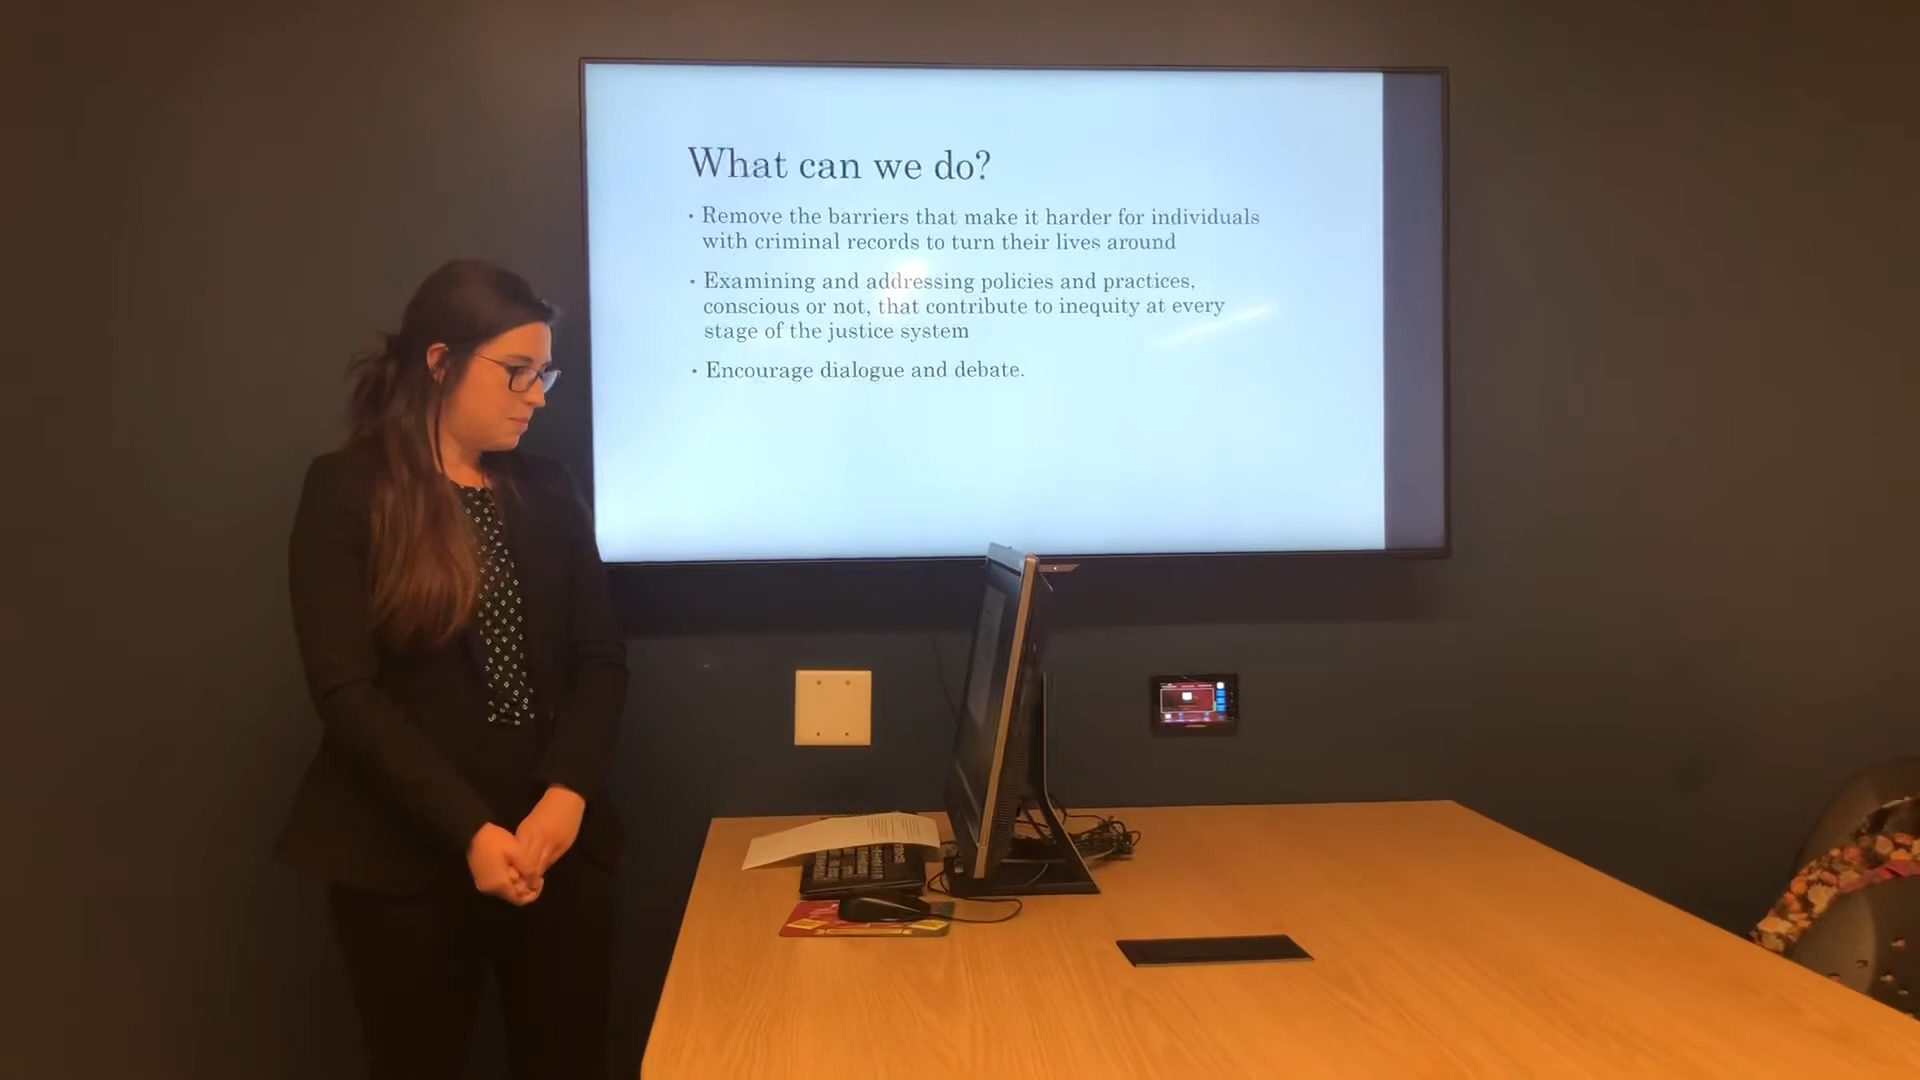 What can we do?
• Remove the barriers that make it harder for individuals
with criminal records to turn their lives around
• Examining and addressing policies and practices,
conscious or not, that contribute to inequity at every
stage of the justice system
• Encourage dialogue and debate.